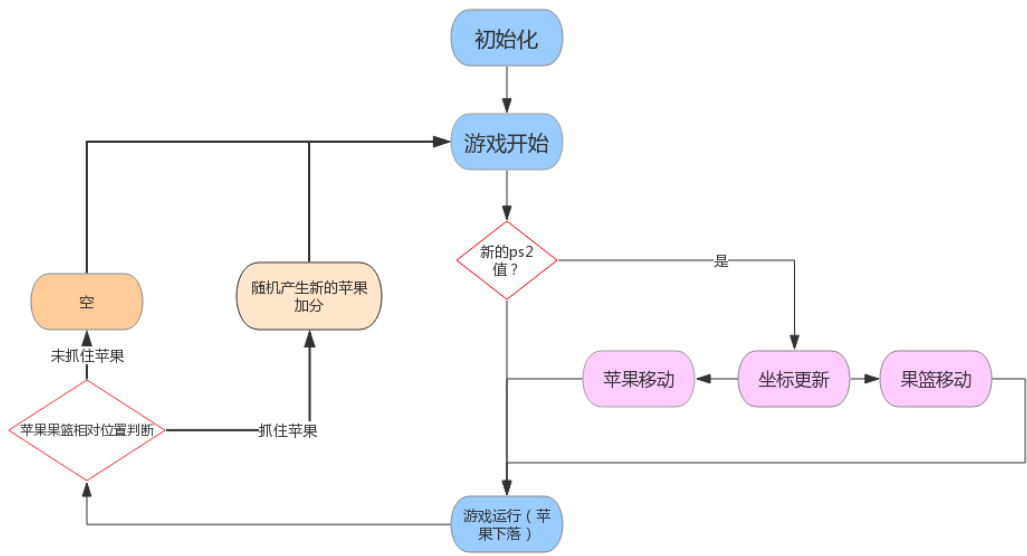 初始化
游戏开始
新的ps2
值？
是
随机产生新的苹果
加分
空
未抓住苹果
苹果移动
坐标更新
果篮移动
苹果果篮相对位置判断
抓住苹果
游戏运行（苹
果下落）